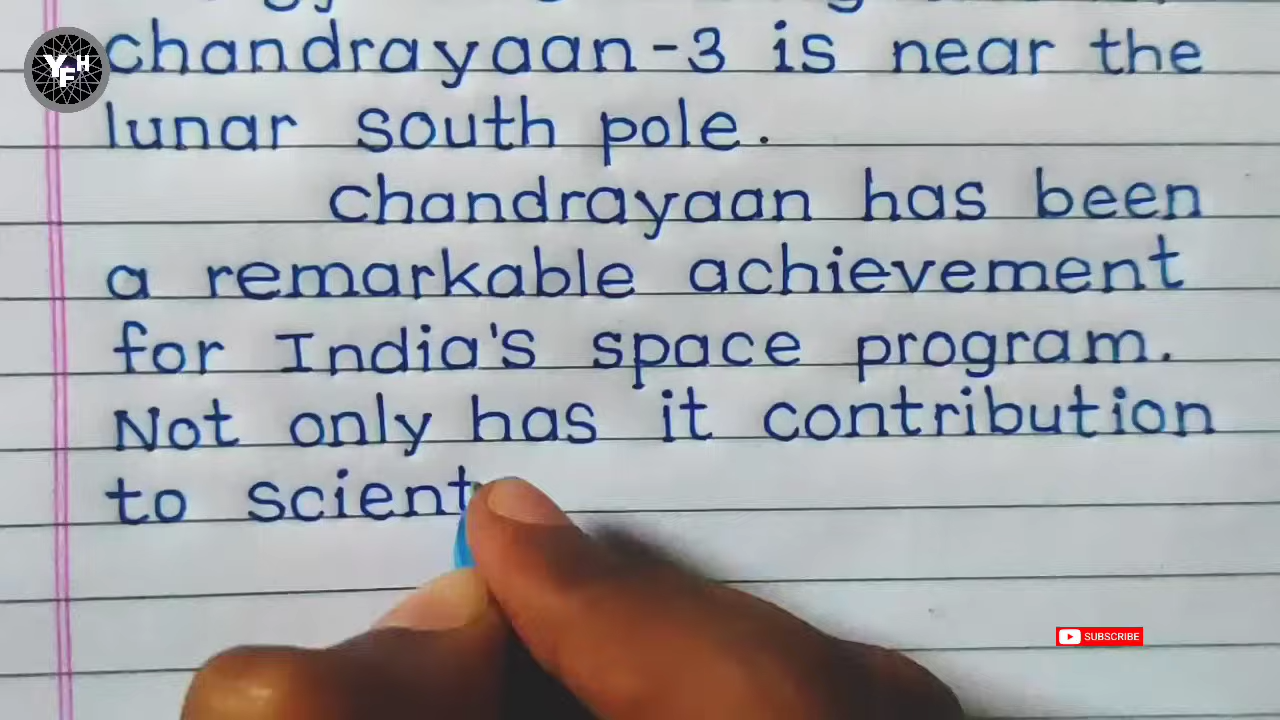 YFH
chandrayaan-3 is near the
lunar south pole.
chandrayaan has been
a remarkable achievement
for India's space program.
Not only has it contribution
to scient
SUBSCRIBE